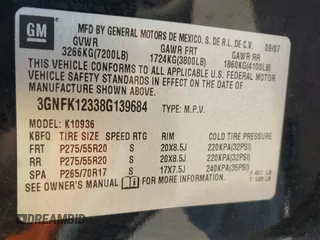 GM
MFD BY GENERAL MOTORS DE MEXICO, S. DE R.L. DE C.V. 09/07
GVWR GAWR FRT GAWR RR
3266KG(7200LB) 1724KG(3800LB) 1860KG(4100LB)
THIS VEHICLE CONFORMS TO ALL APPLICABLE U.S.
FEDERAL MOTOR VEHICLE SAFETY STANDARDS IN
EFFECT ON THE DATE OF
MANUFACTURE SHOWN ABOVE.
3GNFK12338G139684 TYPE: M.P.V.
MODEL: K10936
KBFQ TIRE SIZE SPEED RTG RIM COLD TIRE PRESSURE
FRT P275/55R20 S 20X8.5J 220KPA(32PSI)
RR P275/55R20 S 20X8.5J 220KPA(32PSI)
SPA P265/70R17 S 17X7.5J 240KPA(35PSI)
DREAMBID